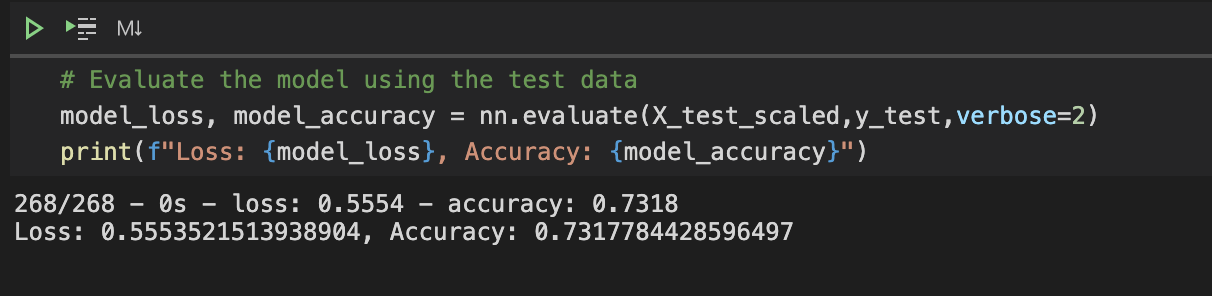 M↓
# Evaluate the model using the test data
model_loss, model_accuracy = nn.evaluate(X_test_scaled,y_test,verbose=2)
print(f"Loss: {model_loss}, Accuracy: {model_accuracy}")
268/268 - 0s - loss: 0.5554 - accuracy: 0.7318
Loss: 0.5553521513938904, Accuracy: 0.7317784428596497